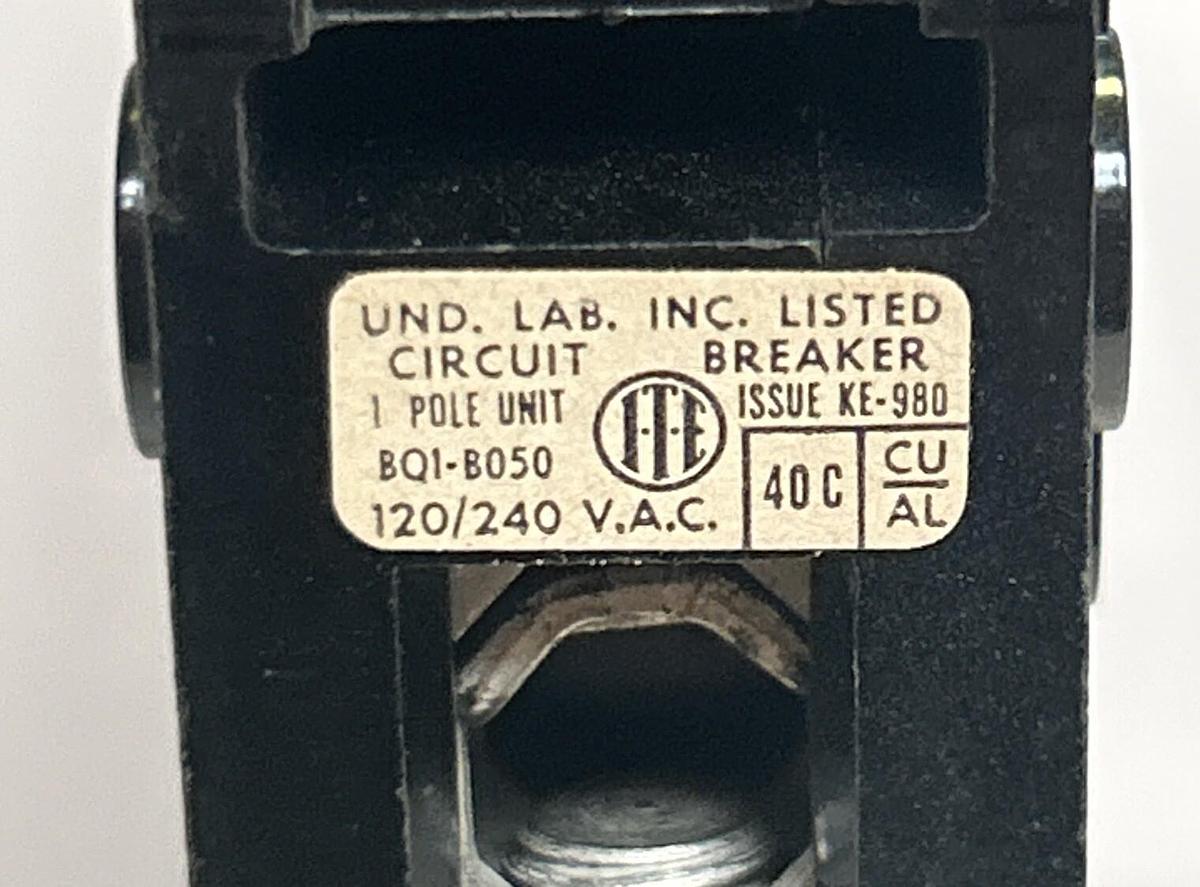 UND. LAB. INC. LISTED
CIRCUIT BREAKER
1 POLE UNIT
I-T-E
ISSUE KE-980
BQ1-B050
40 C
CU
AL
120/240 V.A.C.